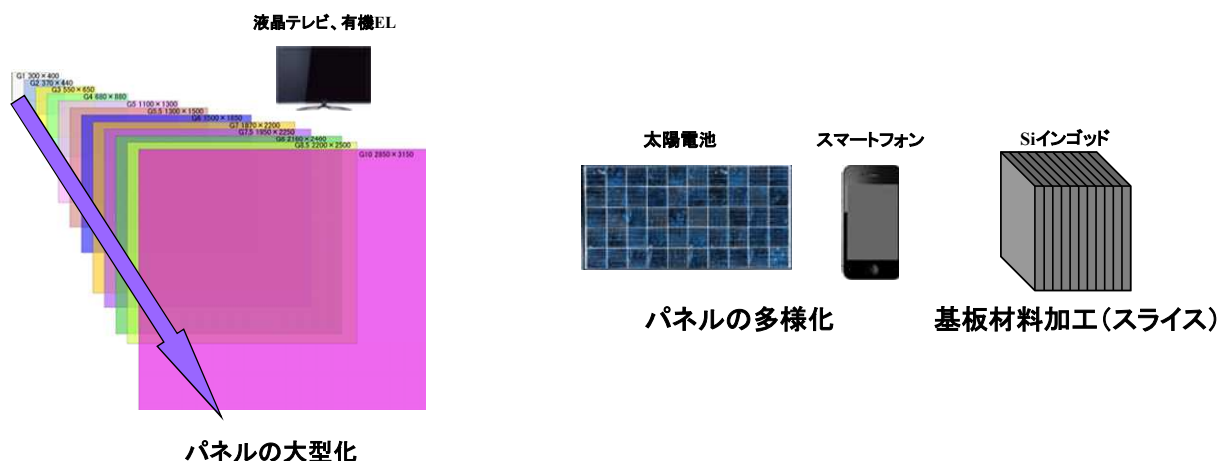 液晶テレビ、有機EL
G1 300×400
G2 370×440
G3 550×650
G4 680×880
G5 1100×1300
G5.5 1300×1500
G6 1500×1850
G7 1870×2200
G7.5 1950×2250
G8 2160×2460
G8.5 2200×2500
G10 2850×3150
パネルの大型化
太陽電池
スマートフォン
Siインゴッド
パネルの多様化
基板材料加工(スライス)